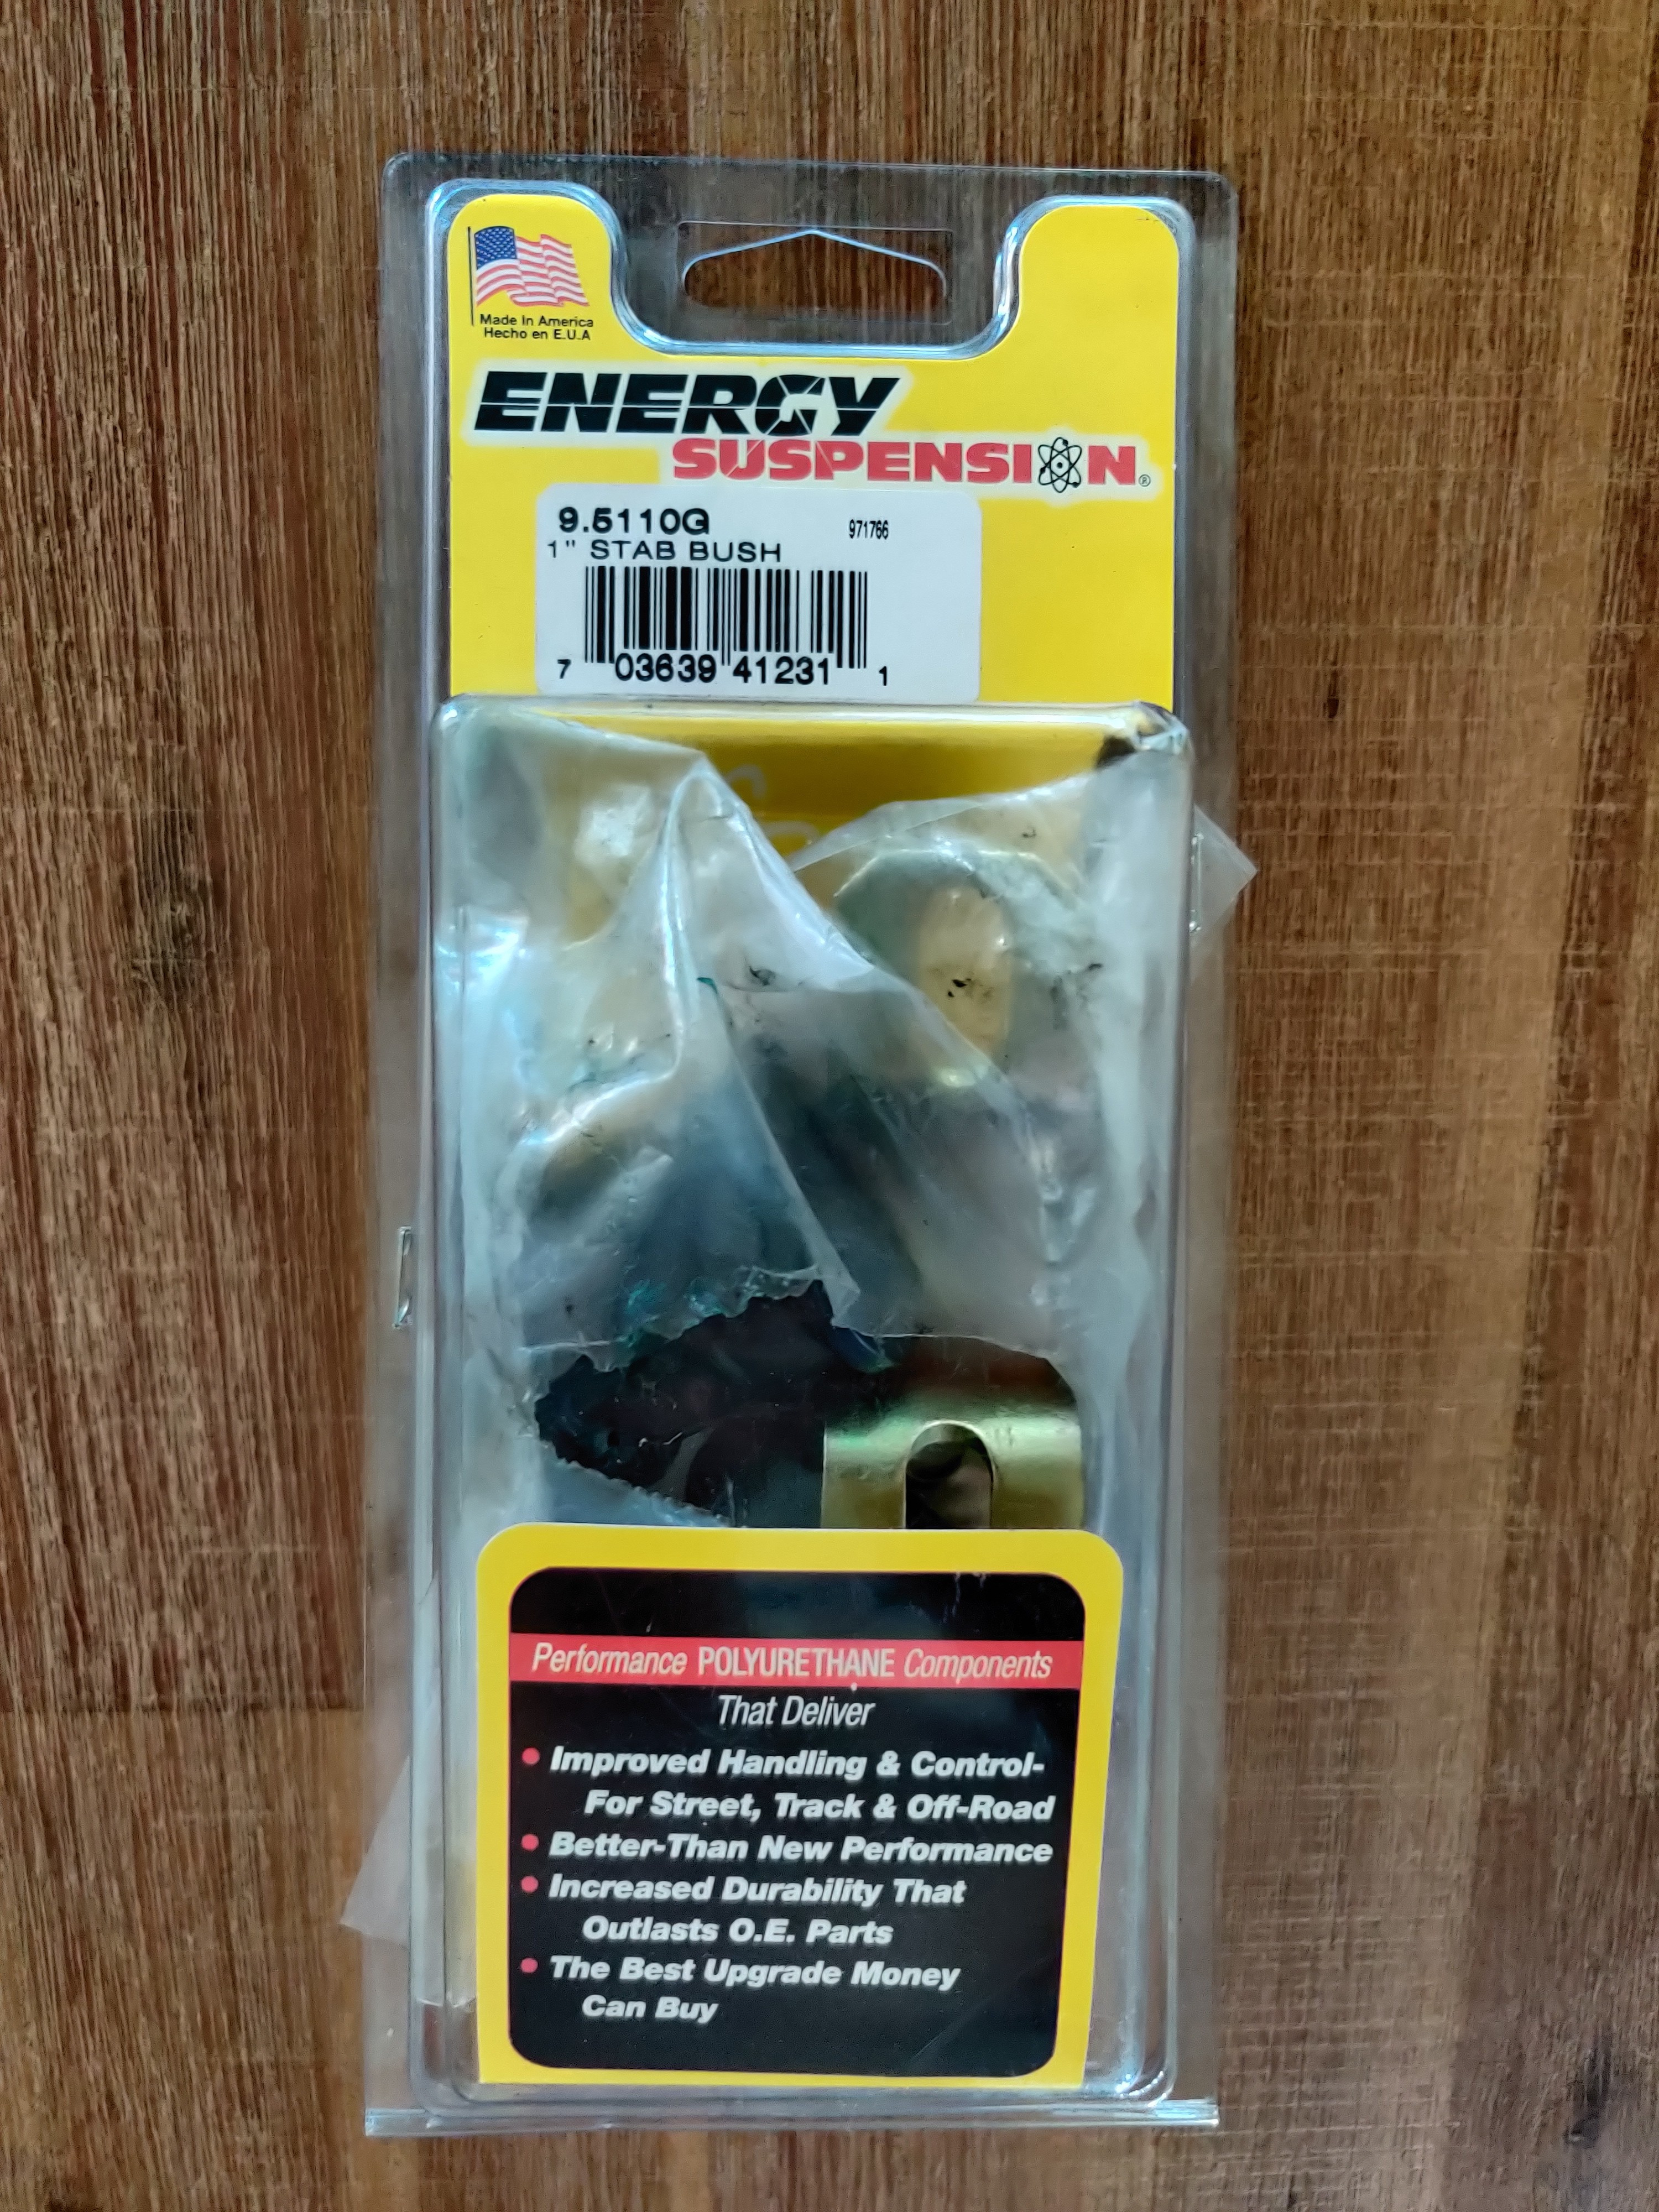 Made In America
Hecho en E.U.A
ENERGY
SUSPENSION®
9.5110G 971766
1" STAB BUSH
7 03639 41231 1
Performance POLYURETHANE Components
That Deliver
• Improved Handling & Control-
For Street, Track & Off-Road
• Better-Than New Performance
• Increased Durability That
Outlasts O.E. Parts
• The Best Upgrade Money
Can Buy